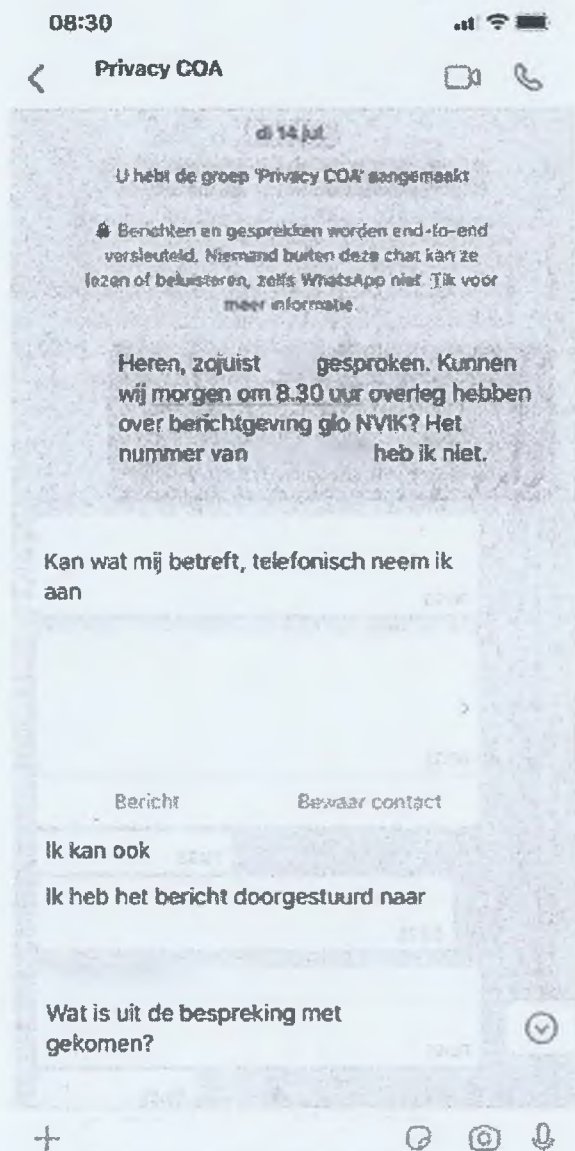 08:30
Privacy COA
di 14 jul
U hebt de groep 'Privacy COA' aangemaakt
Berichten en gesprekken worden end-to-end
versleuteld. Niemand buiten deze chat kan ze
lezen of beluisteren, zelfs WhatsApp niet. Tik voor
meer informatie.
Heren, zojuist gesproken. Kunnen
wij morgen om 8.30 uur overleg hebben
over berichtgeving glo NVIK? Het
nummer van heb ik niet.
Kan wat mij betreft, telefonisch neem ik
aan
Bericht Bewaar contact
Ik kan ook
Ik heb het bericht doorgestuurd naar
Wat is uit de bespreking met
gekomen?